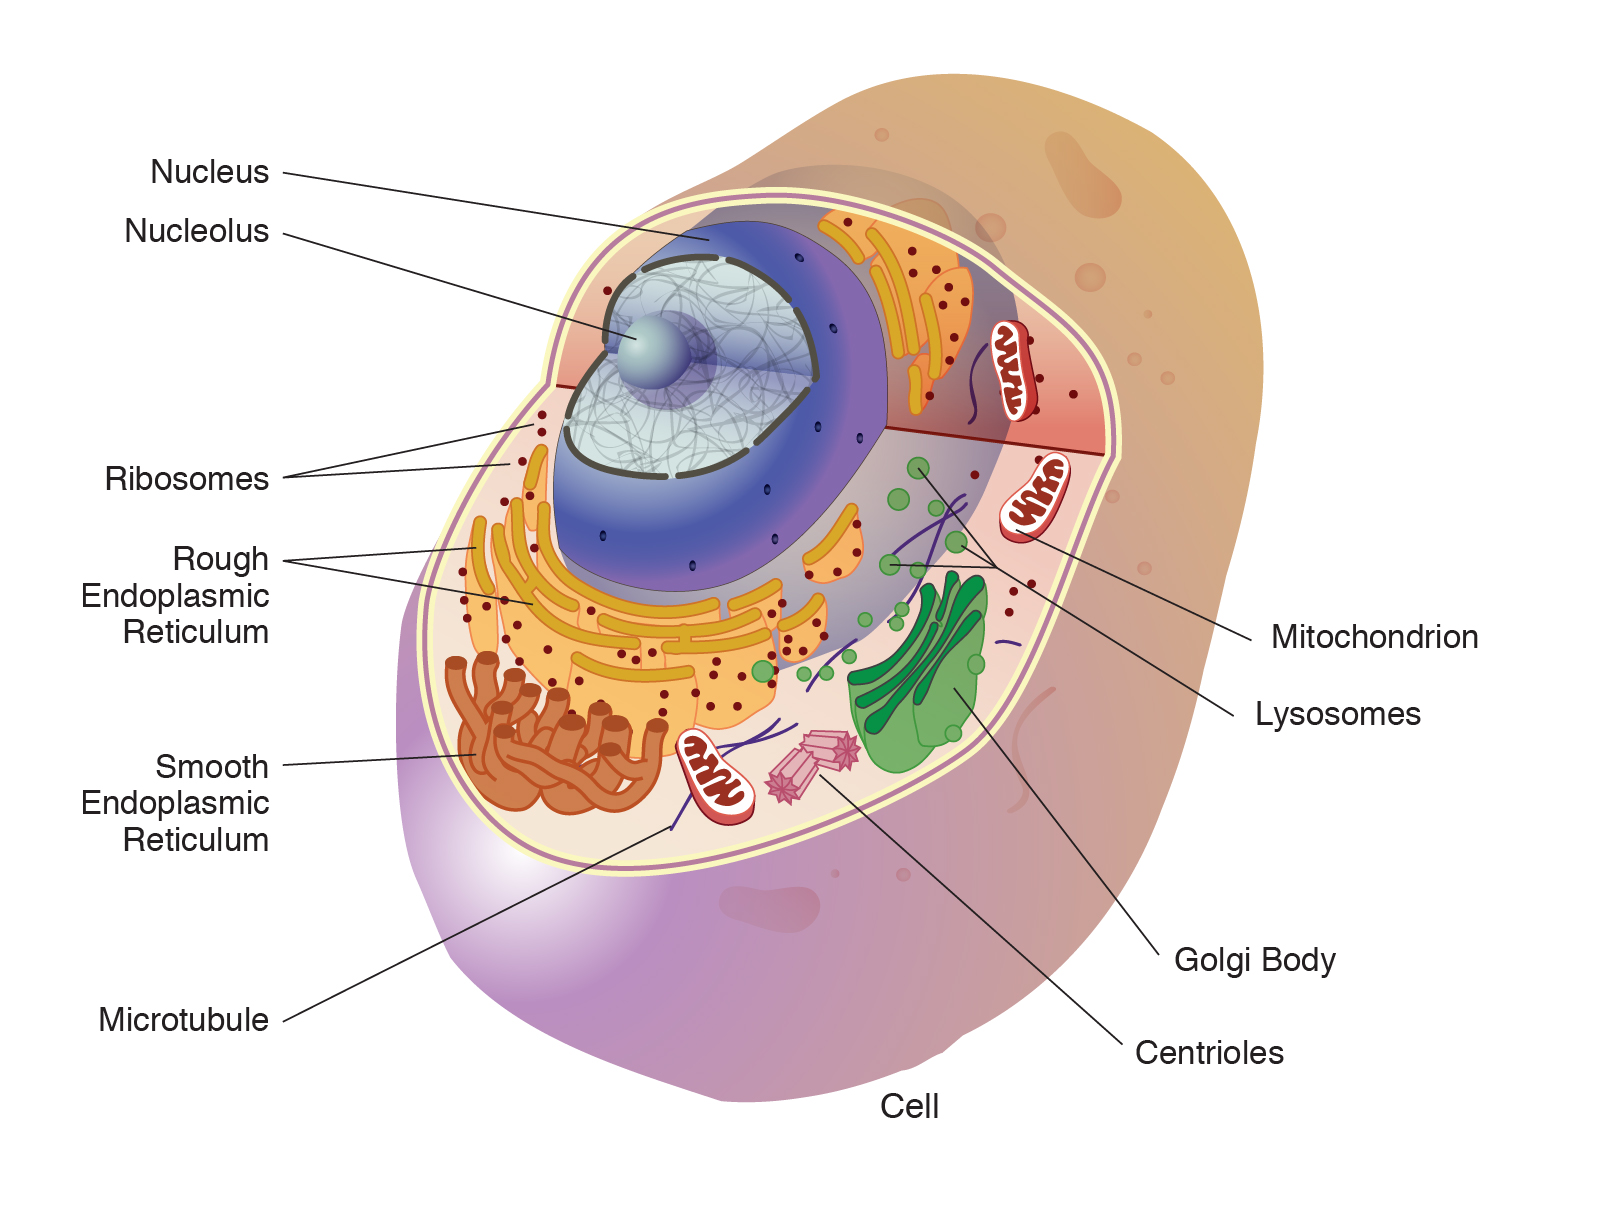 Nucleus
Nucleolus
Ribosomes
Rough
Endoplasmic
Reticulum
Smooth
Endoplasmic
Reticulum
Microtubule
Mitochondrion
Lysosomes
Golgi Body
Centrioles
Cell